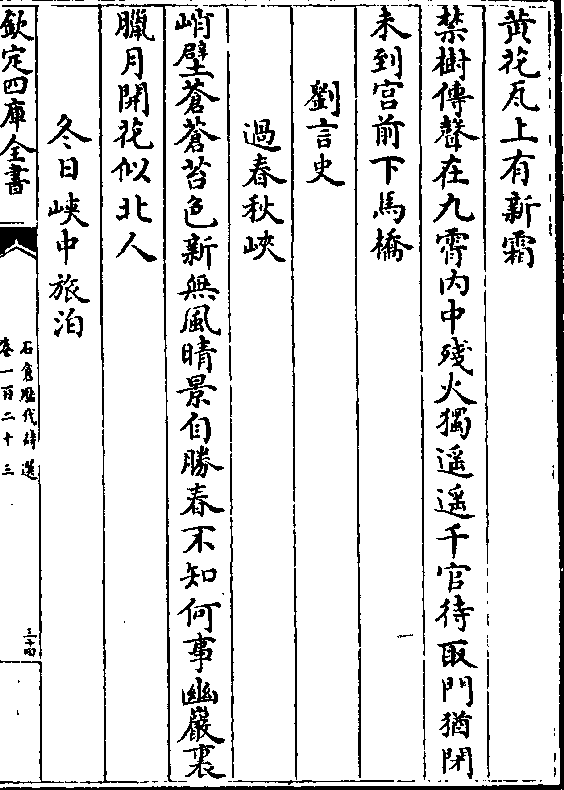 黄花瓦上有新霜
禁樹傳聲在九霄内中殘火獨遥遥千官待取門猶閉
未到宫前下馬橋
劉言史
過春秋峽
峭壁蒼蒼苔色新無風晴景自勝春不知何事幽巖裏
臘月開花似北人
冬日峽中旅泊
欽定四庫全書
石倉歷代詩選
卷一百二十三
三十四